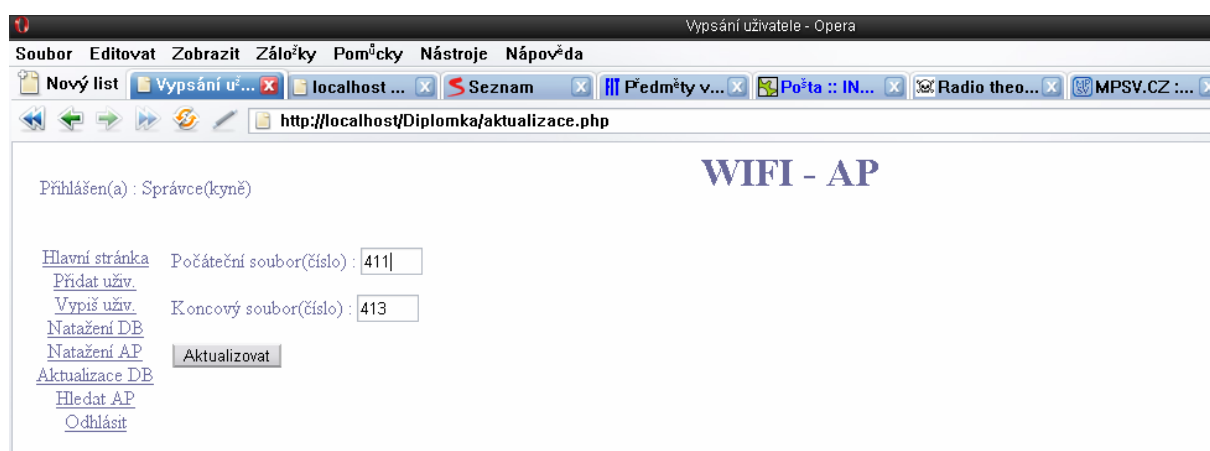 Vypsání uživatele - Opera
Soubor Editovat Zobrazit Záložky Pomůcky Nástroje Nápověda
Nový list Vypsání už... localhost ... Seznam Předměty v... Pošta :: IN... Radio theo... MPSV.CZ :...
http://localhost/Diplomka/aktualizace.php
WIFI - AP
Přihlášen(a) : Správce(kyně)
Hlavní stránka
Přidat uživ.
Vypiš uživ.
Natažení DB
Natažení AP
Aktualizace DB
Hledat AP
Odhlásit
Počáteční soubor(číslo) : 411
Koncový soubor(číslo) : 413
Aktualizovat